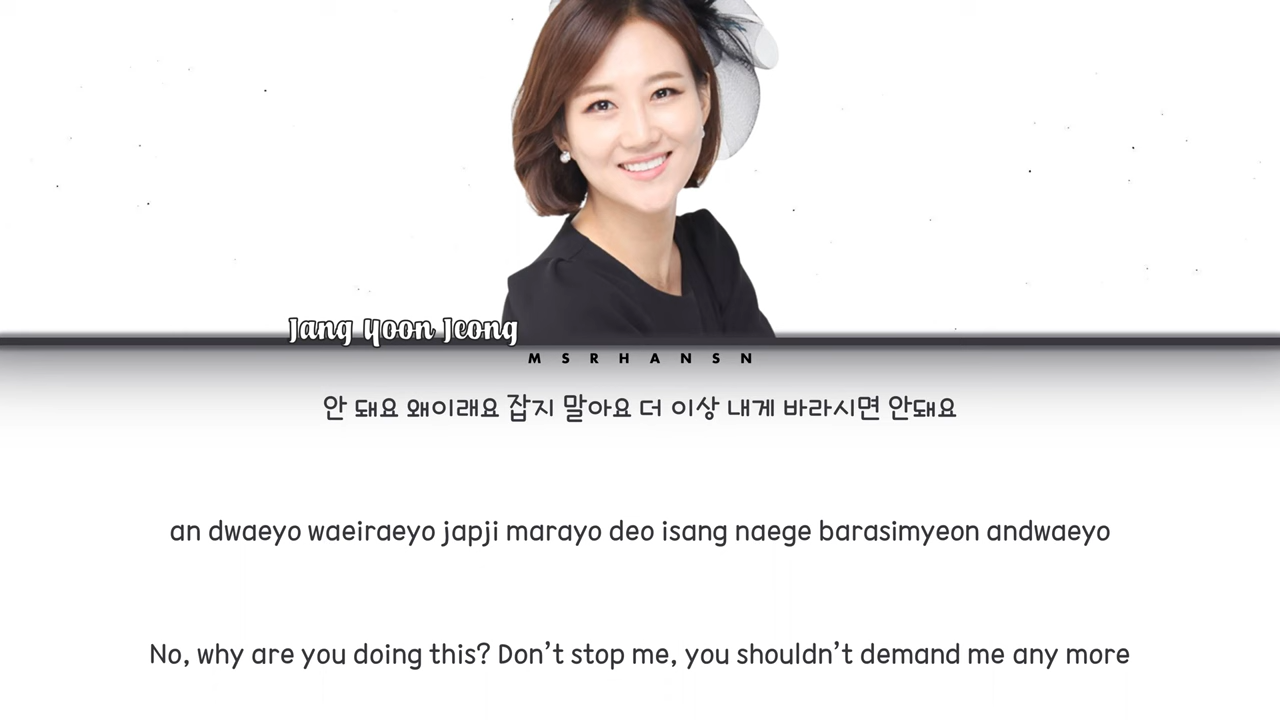 Jang Yoon Jeong
MSRHANSN
안 돼요 왜이래요 잡지 말아요 더 이상 내게 바라시면 안돼요
an dwaeyo waeiraeyo japji marayo deo isang naege barasimyeon andwaeyo
No, why are you doing this? Don’t stop me, you shouldn’t demand me any more